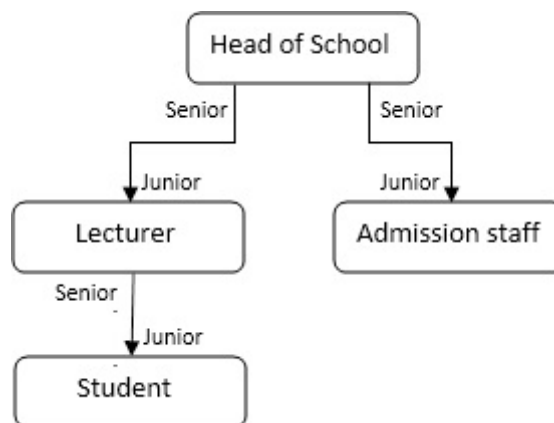 Head of School
Senior
Senior
Junior
Junior
Lecturer
Admission staff
Senior
Junior
Student